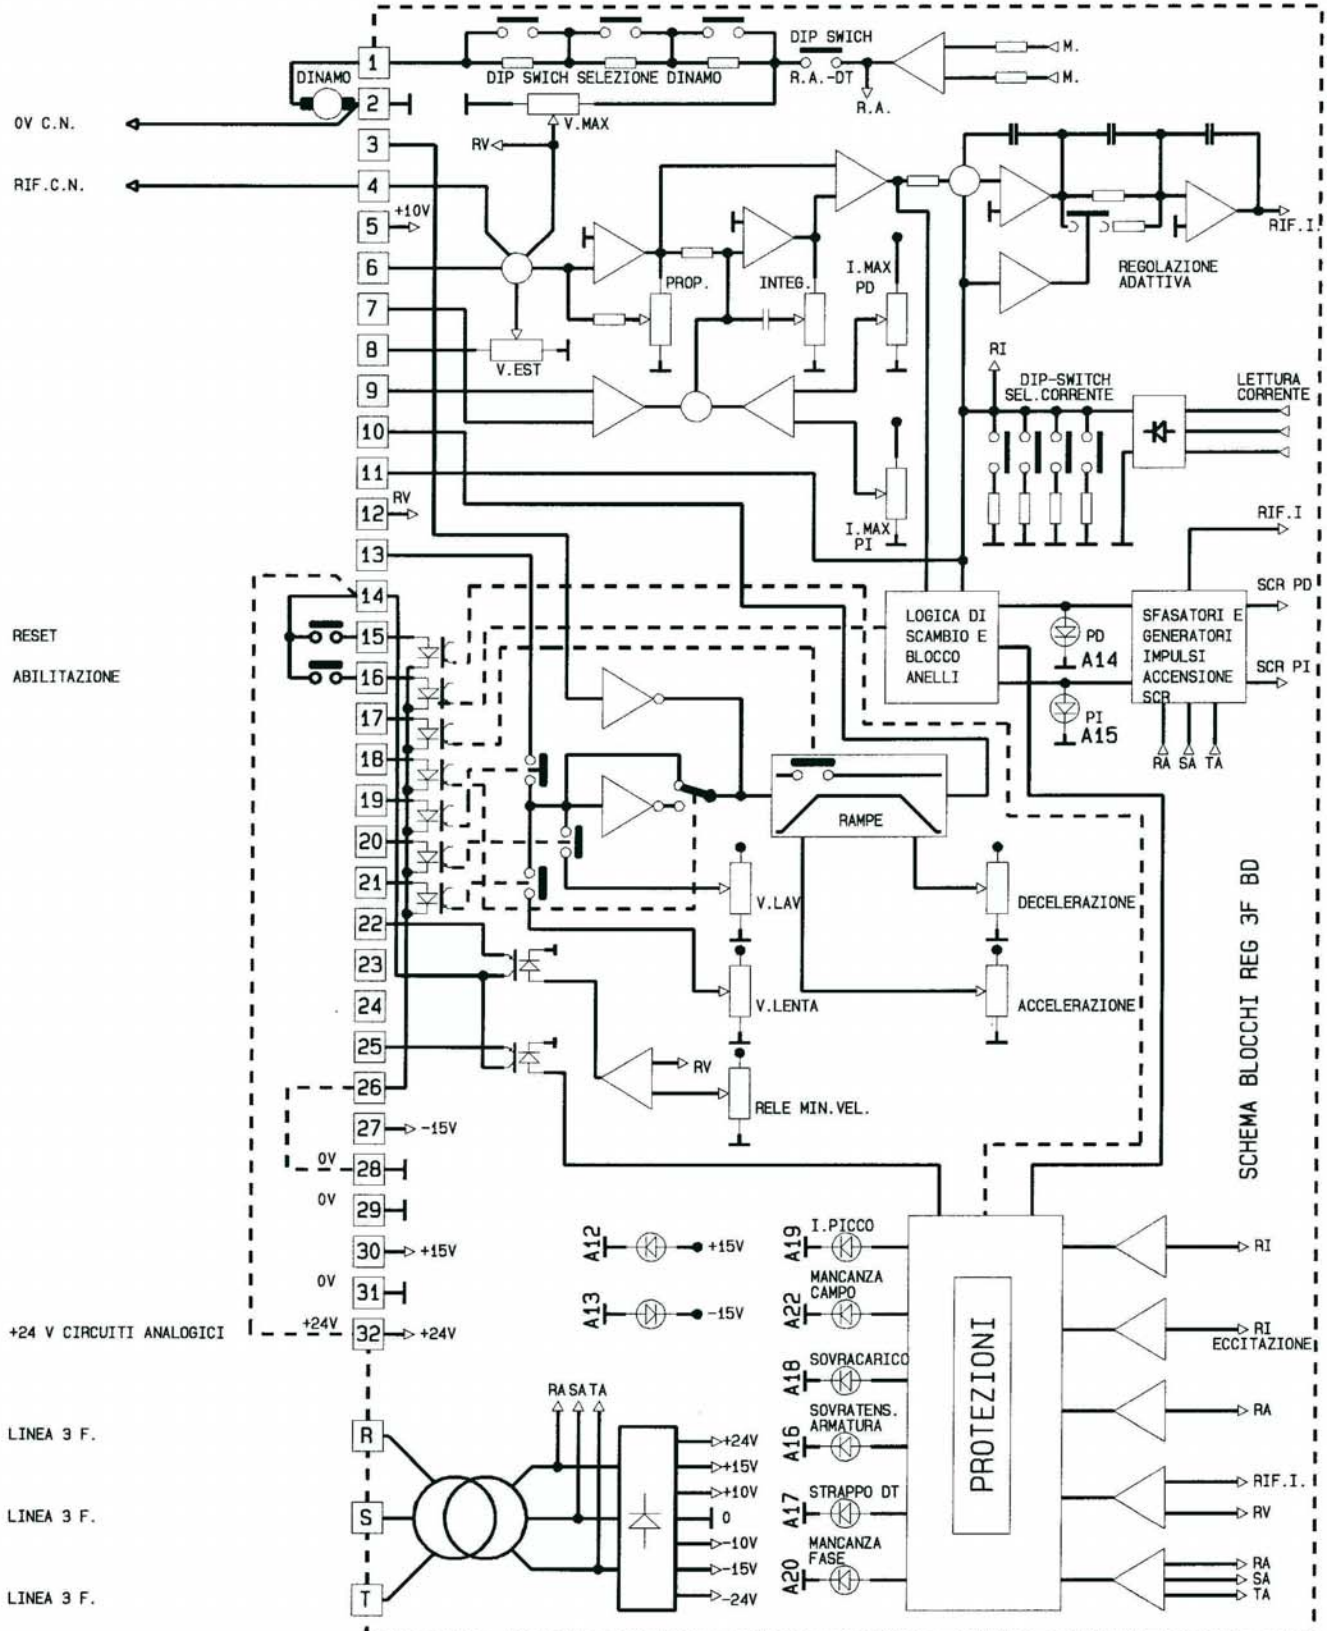 DIP SWICH
M.
1
DINAMO
DIP SWICH SELEZIONE DINAMO
R.A.-DT
M.
2
R.A.
0V C.N.
V.MAX
3
RV
RIF.C.N.
4
5
+10V
RIF.I.
6
REGOLAZIONE
ADATTIVA
PROP.
INTEG.
I.MAX
PD
7
8
V.EST
RI
9
DIP-SWITCH
SEL.CORRENTE
LETTURA
CORRENTE
10
11
12
RV
I.MAX
PI
RIF.I
13
14
SCR PD
RESET
15
LOGICA DI
SCAMBIO E
BLOCCO
ANELLI
PD
A14
SFASATORI E
GENERATORI
IMPULSI
ACCENSIONE
SCR
ABILITAZIONE
16
SCR PI
17
PI
A15
18
RA SA TA
19
RAMPE
20
21
V.LAV
DECELERAZIONE
22
23
24
V.LENTA
ACCELERAZIONE
25
RV
26
RELE MIN.VEL.
27
-15V
SCHEMA BLOCCHI REG 3F BD
0V
28
0V
29
30
+15V
A12
+15V
A19
I.PICCO
RI
0V
31
A13
-15V
A22
MANCANZA
CAMPO
+24 V CIRCUITI ANALOGICI
+24V
32
+24V
RI
ECCITAZIONE
PROTEZIONI
A18
SOVRACARICO
RA SA TA
A16
SOVRATENS.
ARMATURA
RA
LINEA 3 F.
R
+24V
+15V
+10V
A17
STRAPPO DT
RIF.I.
LINEA 3 F.
S
0
RV
-10V
-15V
A20
MANCANZA
FASE
RA
SA
TA
LINEA 3 F.
T
-24V